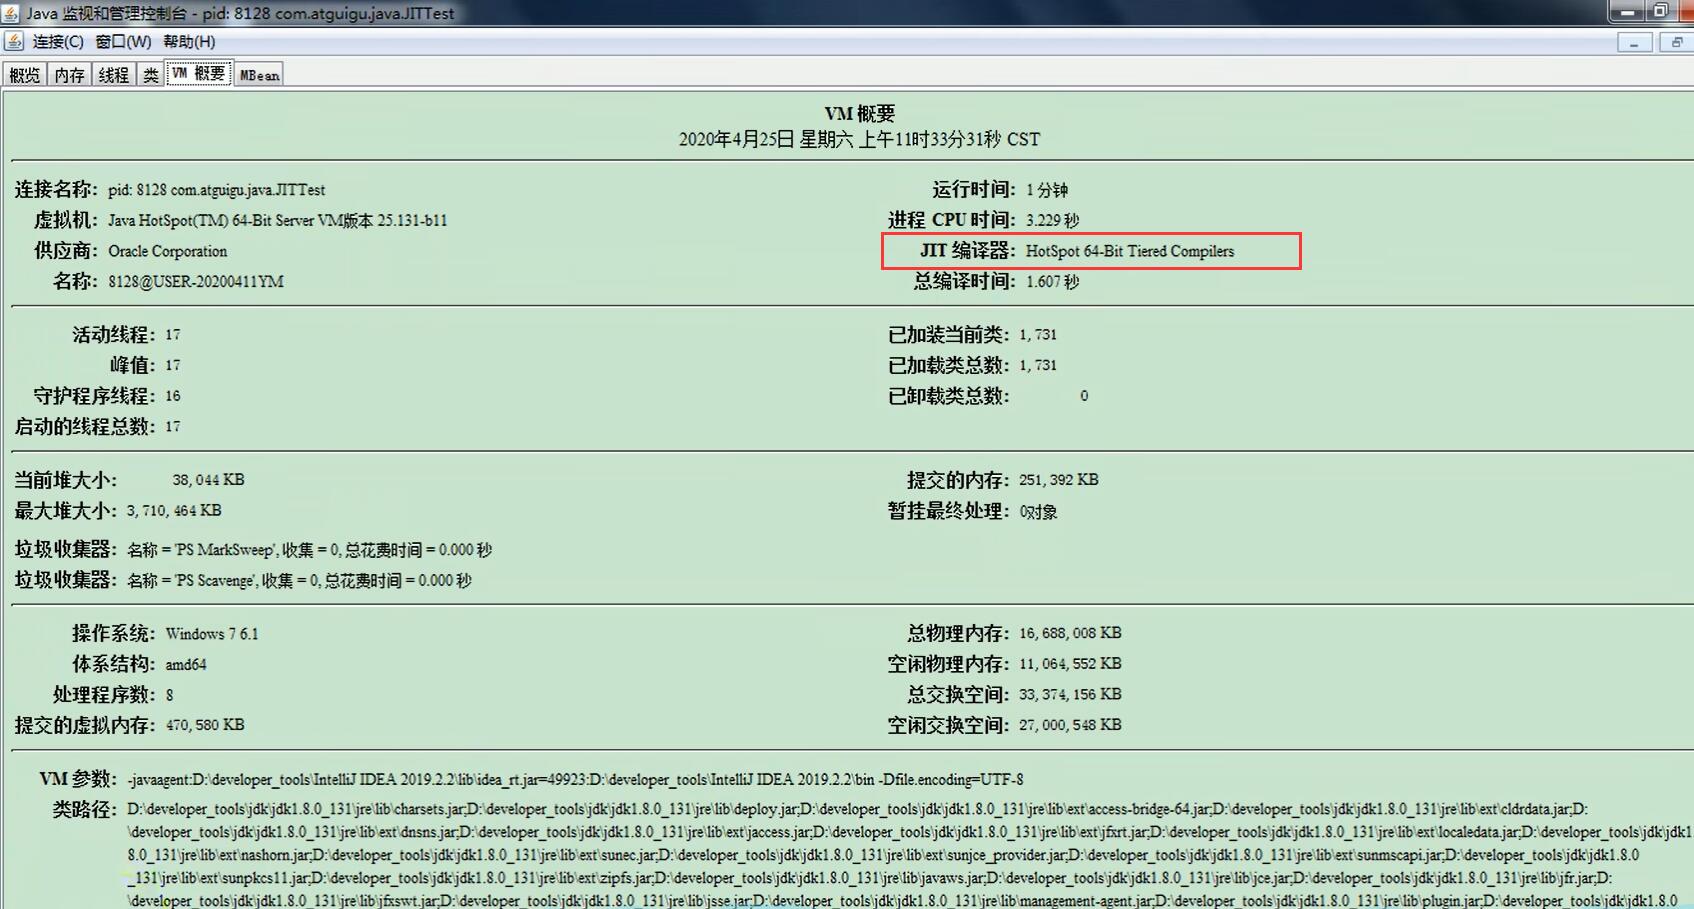 Java 监视和管理控制台 - pid: 8128 com.atguigu.java.JITTest
连接(C) 窗口(W) 帮助(H)
概览 内存 线程 类 VM 概要 MBean
VM 概要
2020年4月25日 星期六 上午11时33分31秒 CST
连接名称: pid: 8128 com.atguigu.java.JITTest 运行时间: 1 分钟
虚拟机: Java HotSpot(TM) 64-Bit Server VM版本 25.131-b11 进程 CPU 时间: 3.229 秒
供应商: Oracle Corporation JIT 编译器: HotSpot 64-Bit Tiered Compilers
名称: 8128@USER-20200411YM 总编译时间: 1.607 秒
活动线程: 17 已加装当前类: 1,731
峰值: 17 已加载类总数: 1,731
守护程序线程: 16 已卸载类总数: 0
启动的线程总数: 17
当前堆大小: 38,044 KB 提交的内存: 251,392 KB
最大堆大小: 3,710,464 KB 暂挂最终处理: 0对象
垃圾收集器: 名称 = 'PS MarkSweep', 收集 = 0, 总花费时间 = 0.000 秒
垃圾收集器: 名称 = 'PS Scavenge', 收集 = 0, 总花费时间 = 0.000 秒
操作系统: Windows 7 6.1 总物理内存: 16,688,008 KB
体系结构: amd64 空闲物理内存: 11,064,552 KB
处理程序数: 8 总交换空间: 33,374,156 KB
提交的虚拟内存: 470,580 KB 空闲交换空间: 27,000,548 KB
VM 参数: -javaagent:D:\developer_tools\IntelliJ IDEA 2019.2.2\lib\idea_rt.jar=49923:D:\developer_tools\IntelliJ IDEA 2019.2.2\bin -Dfile.encoding=UTF-8
类路径: D:\developer_tools\jdk\jdk1.8.0_131\jre\lib\charsets.jar;D:\developer_tools\jdk\jdk1.8.0_131\jre\lib\deploy.jar;D:\developer_tools\jdk\jdk1.8.0_131\jre\lib\ext\access-bridge-64.jar;D:\developer_tools\jdk\jdk1.8.0_131\jre\lib\ext\cldrdata.jar;D:
\developer_tools\jdk\jdk1.8.0_131\jre\lib\ext\dnsns.jar;D:\developer_tools\jdk\jdk1.8.0_131\jre\lib\ext\jaccess.jar;D:\developer_tools\jdk\jdk1.8.0_131\jre\lib\ext\jfxrt.jar;D:\developer_tools\jdk\jdk1.8.0_131\jre\lib\ext\localedata.jar;D:\developer_tools\jdk\jdk1
8.0_131\jre\lib\ext\nashorn.jar;D:\developer_tools\jdk\jdk1.8.0_131\jre\lib\ext\sunec.jar;D:\developer_tools\jdk\jdk1.8.0_131\jre\lib\ext\sunjce_provider.jar;D:\developer_tools\jdk\jdk1.8.0_131\jre\lib\ext\sunmscapi.jar;D:\developer_tools\jdk\jdk1.8.0
_131\jre\lib\ext\sunpkcs11.jar;D:\developer_tools\jdk\jdk1.8.0_131\jre\lib\ext\zipfs.jar;D:\developer_tools\jdk\jdk1.8.0_131\jre\lib\javaws.jar;D:\developer_tools\jdk\jdk1.8.0_131\jre\lib\jce.jar;D:\developer_tools\jdk\jdk1.8.0_131\jre\lib\jfr.jar;D:
\developer_tools\jdk\jdk1.8.0_131\jre\lib\jfxswt.jar;D:\developer_tools\jdk\jdk1.8.0_131\jre\lib\jsse.jar;D:\developer_tools\jdk\jdk1.8.0_131\jre\lib\management-agent.jar;D:\developer_tools\jdk\jdk1.8.0_131\jre\lib\plugin.jar;D:\developer_tools\jdk\jdk1.8.0